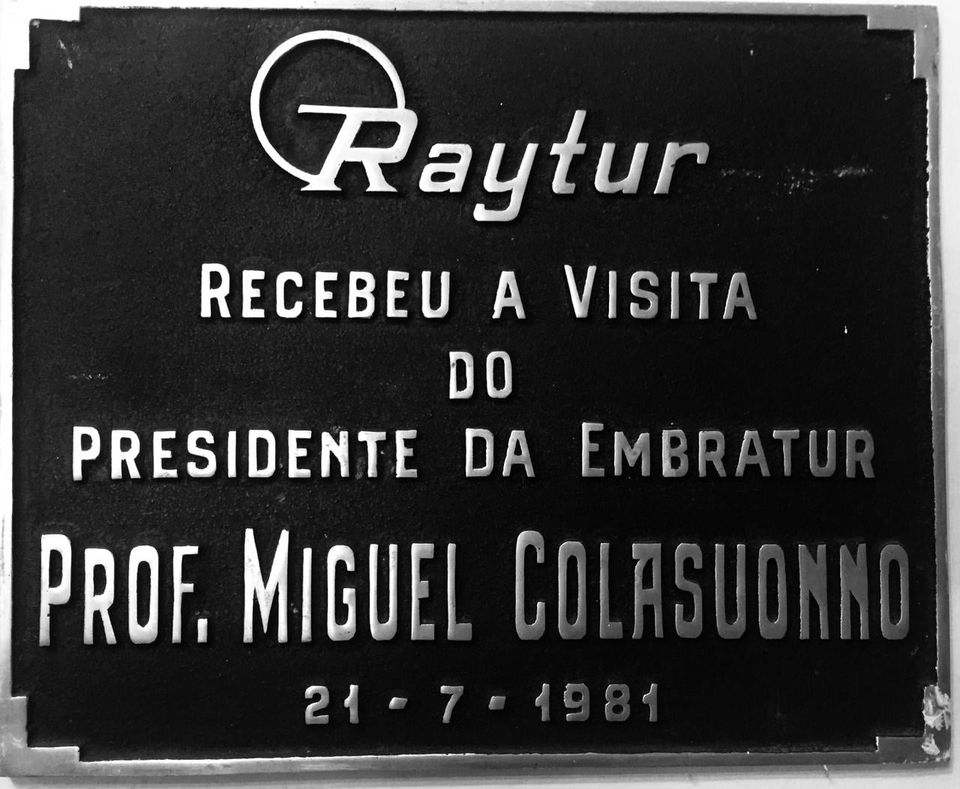 Raytur
RECEBEU A VISITA
DO
PRESIDENTE DA EMBRATUR
PROF. MIGUEL COLASUONNO
21 - 7 - 1981